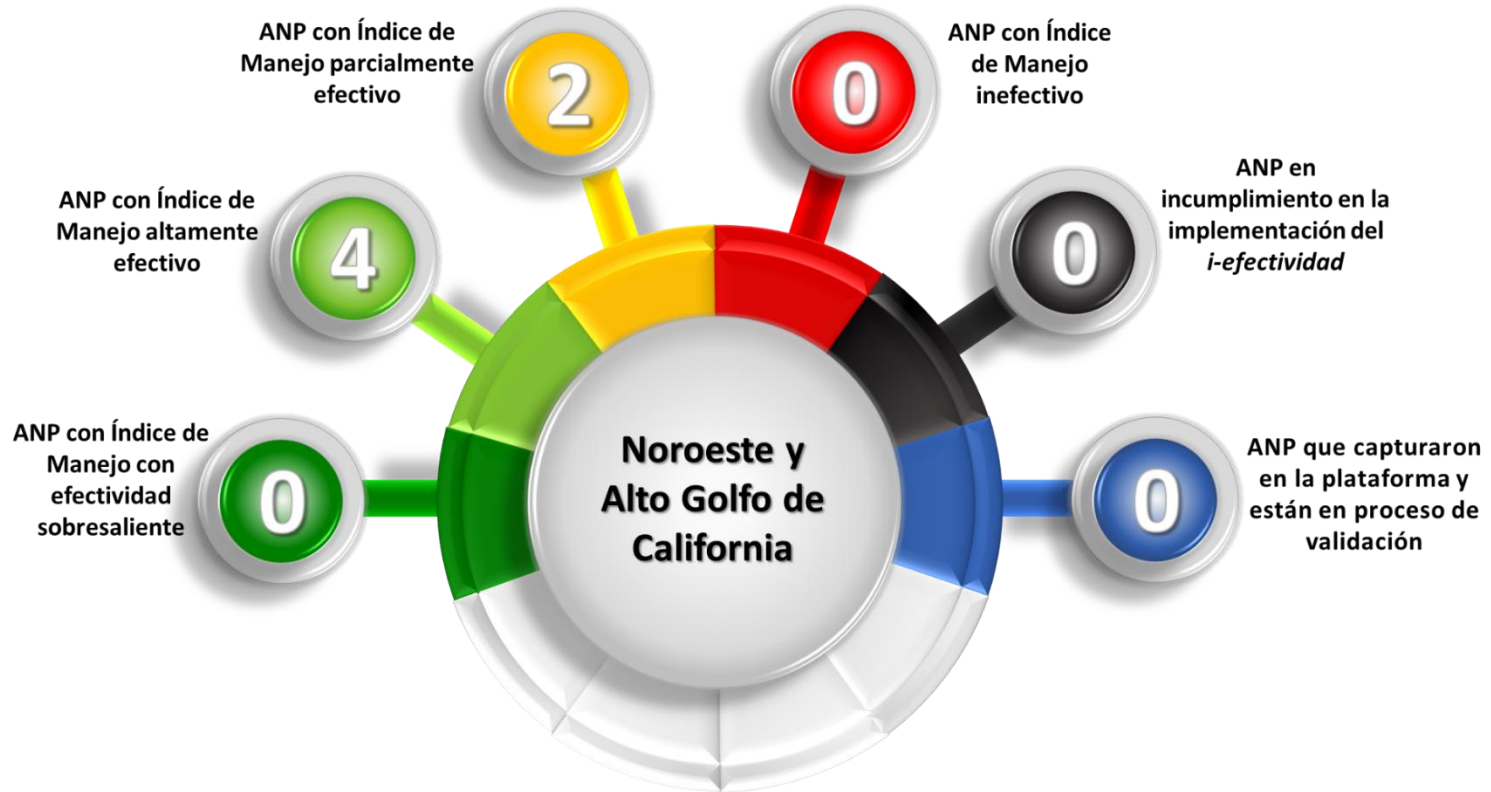 ANP con Índice de
Manejo parcialmente
efectivo
2
0
ANP con Índice
de Manejo
inefectivo
ANP con Índice de
Manejo altamente
efectivo
4
0
ANP en
incumplimiento en la
implementación del
i-efectividad
ANP con Índice de
Manejo con
efectividad
sobresaliente
0
Noroeste y
Alto Golfo de
California
0
ANP que capturaron
en la plataforma y
están en proceso de
validación